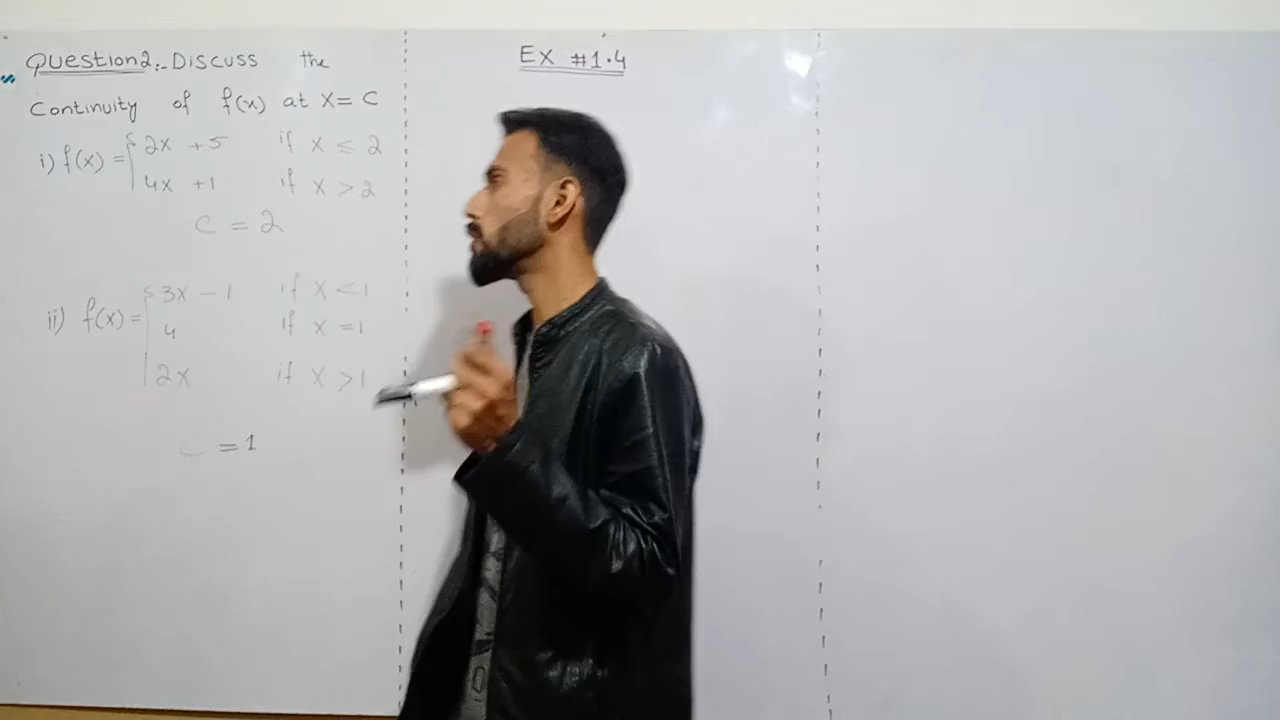 Question2:- Discuss the
Continuity of f(x) at x = C
i) f(x) = { 2x + 5 if x ≤ 2
4x + 1 if x > 2
C = 2
ii) f(x) = { 3x - 1 if x < 1
4 if x = 1
2x if x > 1
C = 1
EX #1.4